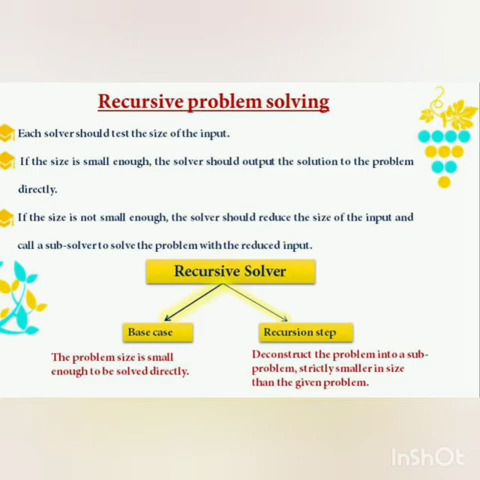 Recursive problem solving
Each solver should test the size of the input.
If the size is small enough, the solver should output the solution to the problem
directly.
If the size is not small enough, the solver should reduce the size of the input and
call a sub-solver to solve the problem with the reduced input.
Recursive Solver
Base case
Recursion step
The problem size is small
enough to be solved directly.
Deconstruct the problem into a sub-
problem, strictly smaller in size
than the given problem.
InShOt